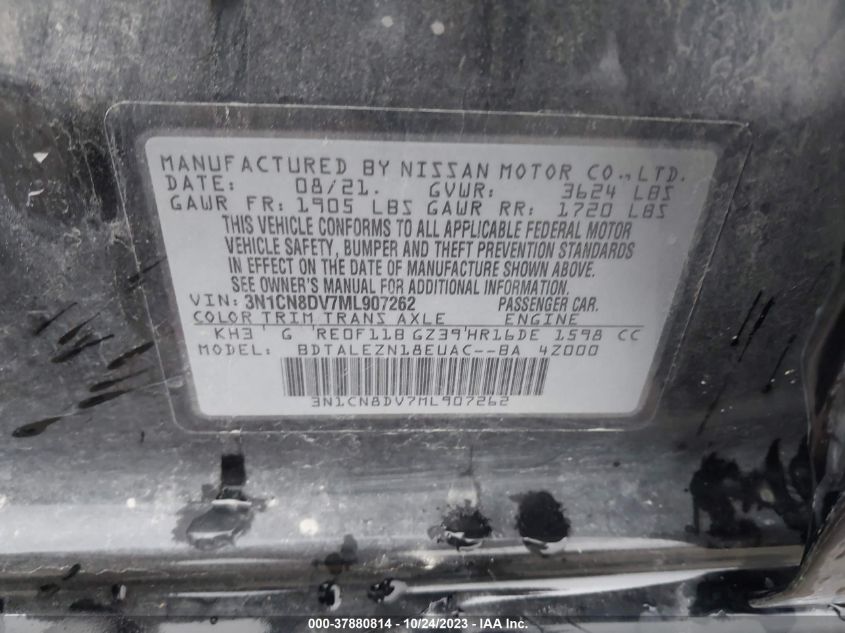 MANUFACTURED BY NISSAN MOTOR CO., LTD.
DATE: 08/21. GVWR: 3624 LBS
GAWR FR: 1905 LBS GAWR RR: 1720 LBS
THIS VEHICLE CONFORMS TO ALL APPLICABLE FEDERAL MOTOR
VEHICLE SAFETY, BUMPER AND THEFT PREVENTION STANDARDS
IN EFFECT ON THE DATE OF MANUFACTURE SHOWN ABOVE.
SEE OWNER'S MANUAL FOR ADDITIONAL INFORMATION.
VIN: 3N1CN8DV7ML907262 PASSENGER CAR.
COLOR TRIM TRANS AXLE ENGINE
KH3 ' G 'RE0F11B GZ39'HR16DE 1598 CC
MODEL: BDTALEZN18EUAC--BA 4Z000
3N1CN8DV7ML907262
000-37880814 / 10/24/2023 - IAA Inc.